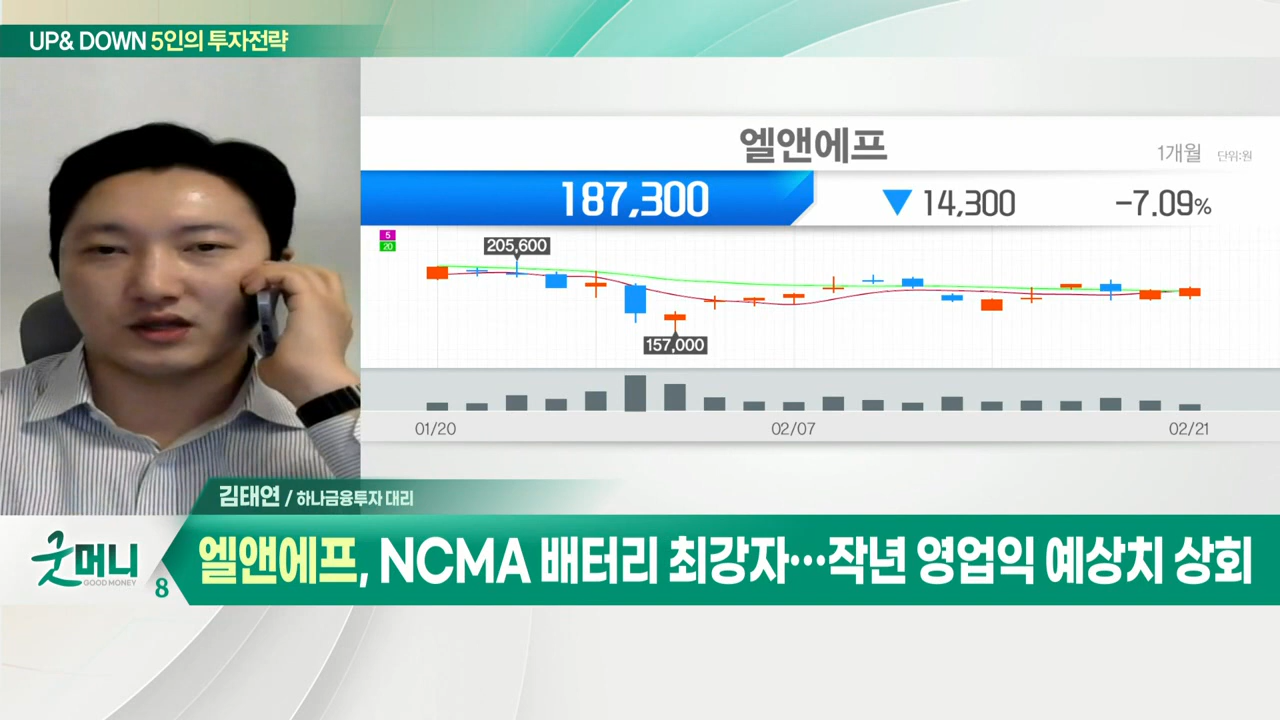 UP& DOWN 5인의 투자전략
엘앤에프
1개월 단위:원
187,300 ▼ 14,300 -7.09%
5
20
205,600
157,000
01/20 02/07 02/21
김태연 / 하나금융투자 대리
굿머니
GOOD MONEY
8
엘앤에프, NCMA 배터리 최강자…작년 영업익 예상치 상회